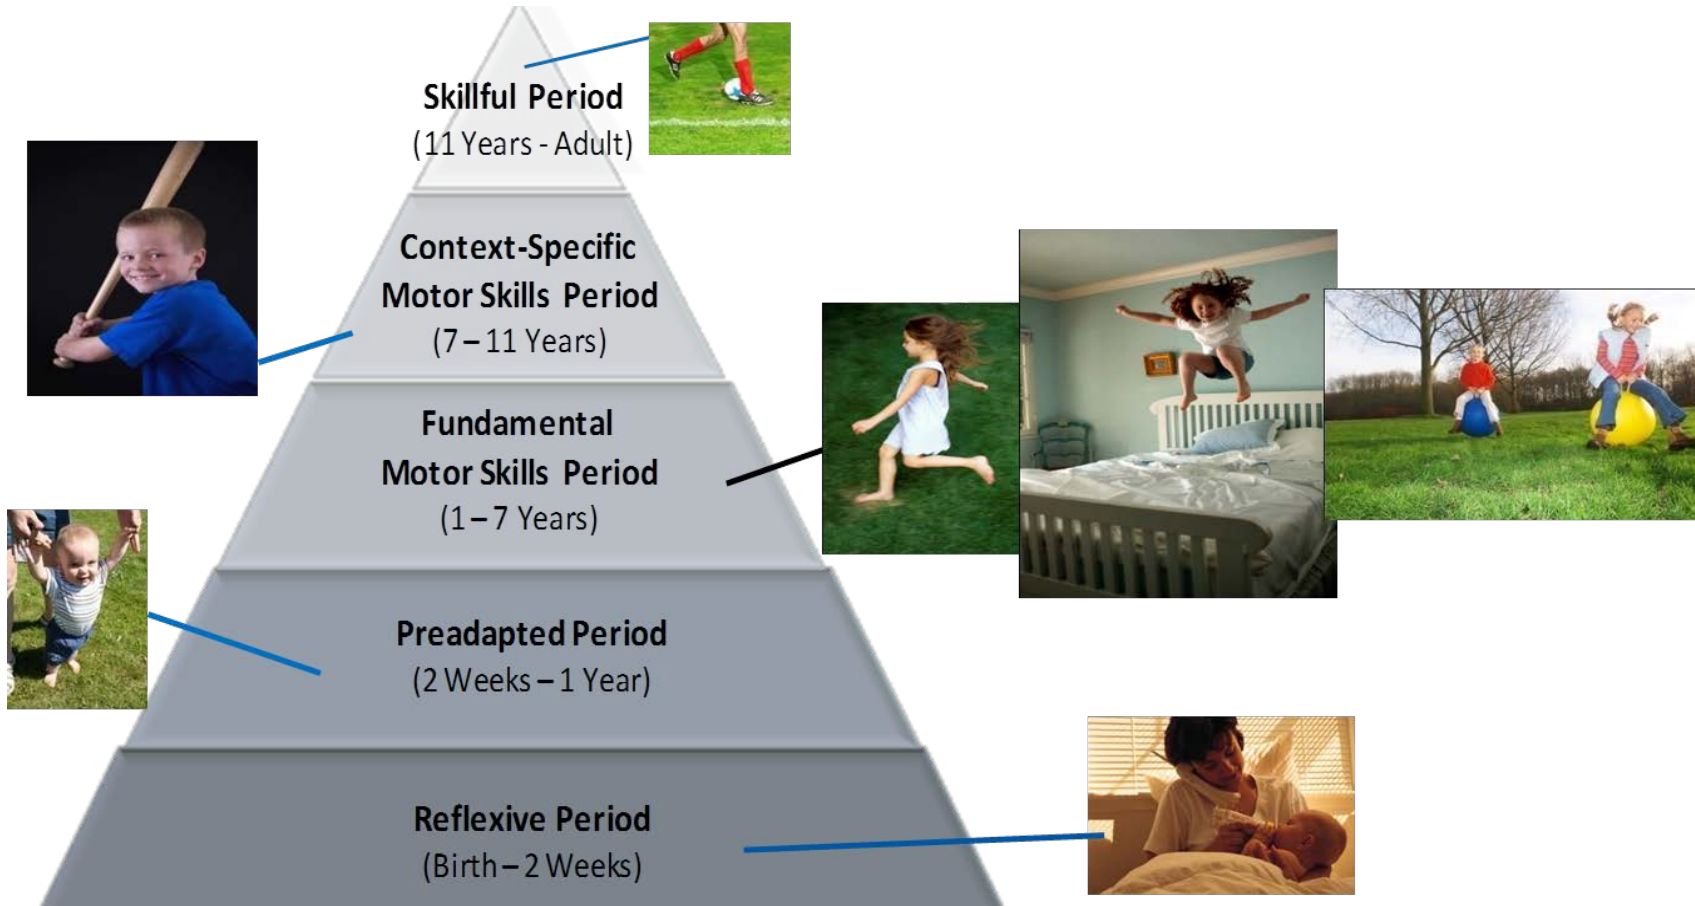 Skillful Period
(11 Years - Adult)
Context-Specific
Motor Skills Period
(7 – 11 Years)
Fundamental
Motor Skills Period
(1 – 7 Years)
Preadapted Period
(2 Weeks – 1 Year)
Reflexive Period
(Birth – 2 Weeks)